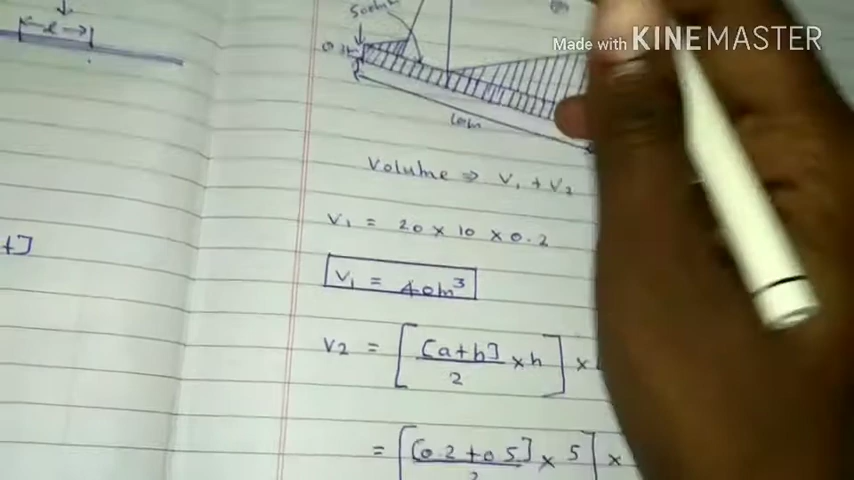 Made with KINEMASTER
10m
Volume ⇒ V₁ + V₂
V₁ = 20 × 10 × 0.2
V₁ = 40m³
V2 = [ [a+b] / 2 × h ] ×
+]
= [ [0.2 + 0.5] / 2 × 5 ] ×